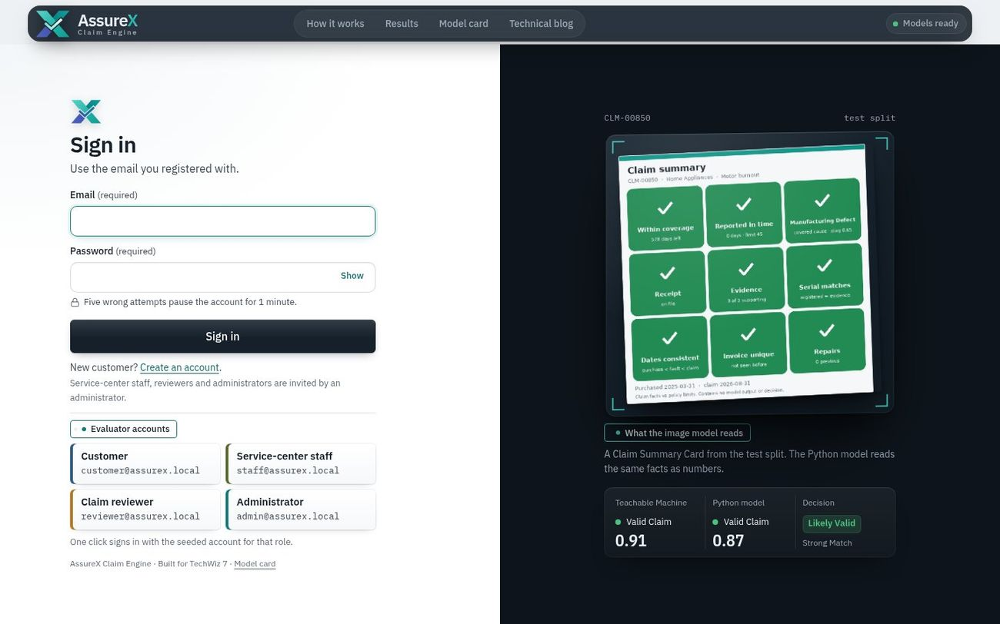 AssureX
Claim Engine
How it works
Results
Model card
Technical blog
Models ready
Sign in
Use the email you registered with.
Email (required)
Password (required)
Show
Five wrong attempts pause the account for 1 minute.
Sign in
New customer? Create an account.
Service-center staff, reviewers and administrators are invited by an
administrator.
Evaluator accounts
Customer
customer@assurex.local
Service-center staff
staff@assurex.local
Claim reviewer
reviewer@assurex.local
Administrator
admin@assurex.local
One click signs in with the seeded account for that role.
AssureX Claim Engine · Built for TechWiz 7 · Model card
CLM-00850
test split
Claim summary
CLM-00850 · Home Appliances · Motor burnout
Within coverage
578 days left
Reported in time
0 days · limit 45
Manufacturing Defect
covered cause · diag 0.65
Receipt
on file
Evidence
3 of 3 supporting
Serial matches
registered = evidence
Dates consistent
purchase < fault < claim
Invoice unique
not seen before
Repairs
0 previous
Purchased 2025-03-31 · claim 2026-08-31
Claim facts vs policy limits. Contains no model output or decision.
What the image model reads
A Claim Summary Card from the test split. The Python model reads
the same facts as numbers.
Teachable Machine
Valid Claim
0.91
Python model
Valid Claim
0.87
Decision
Likely Valid
Strong Match